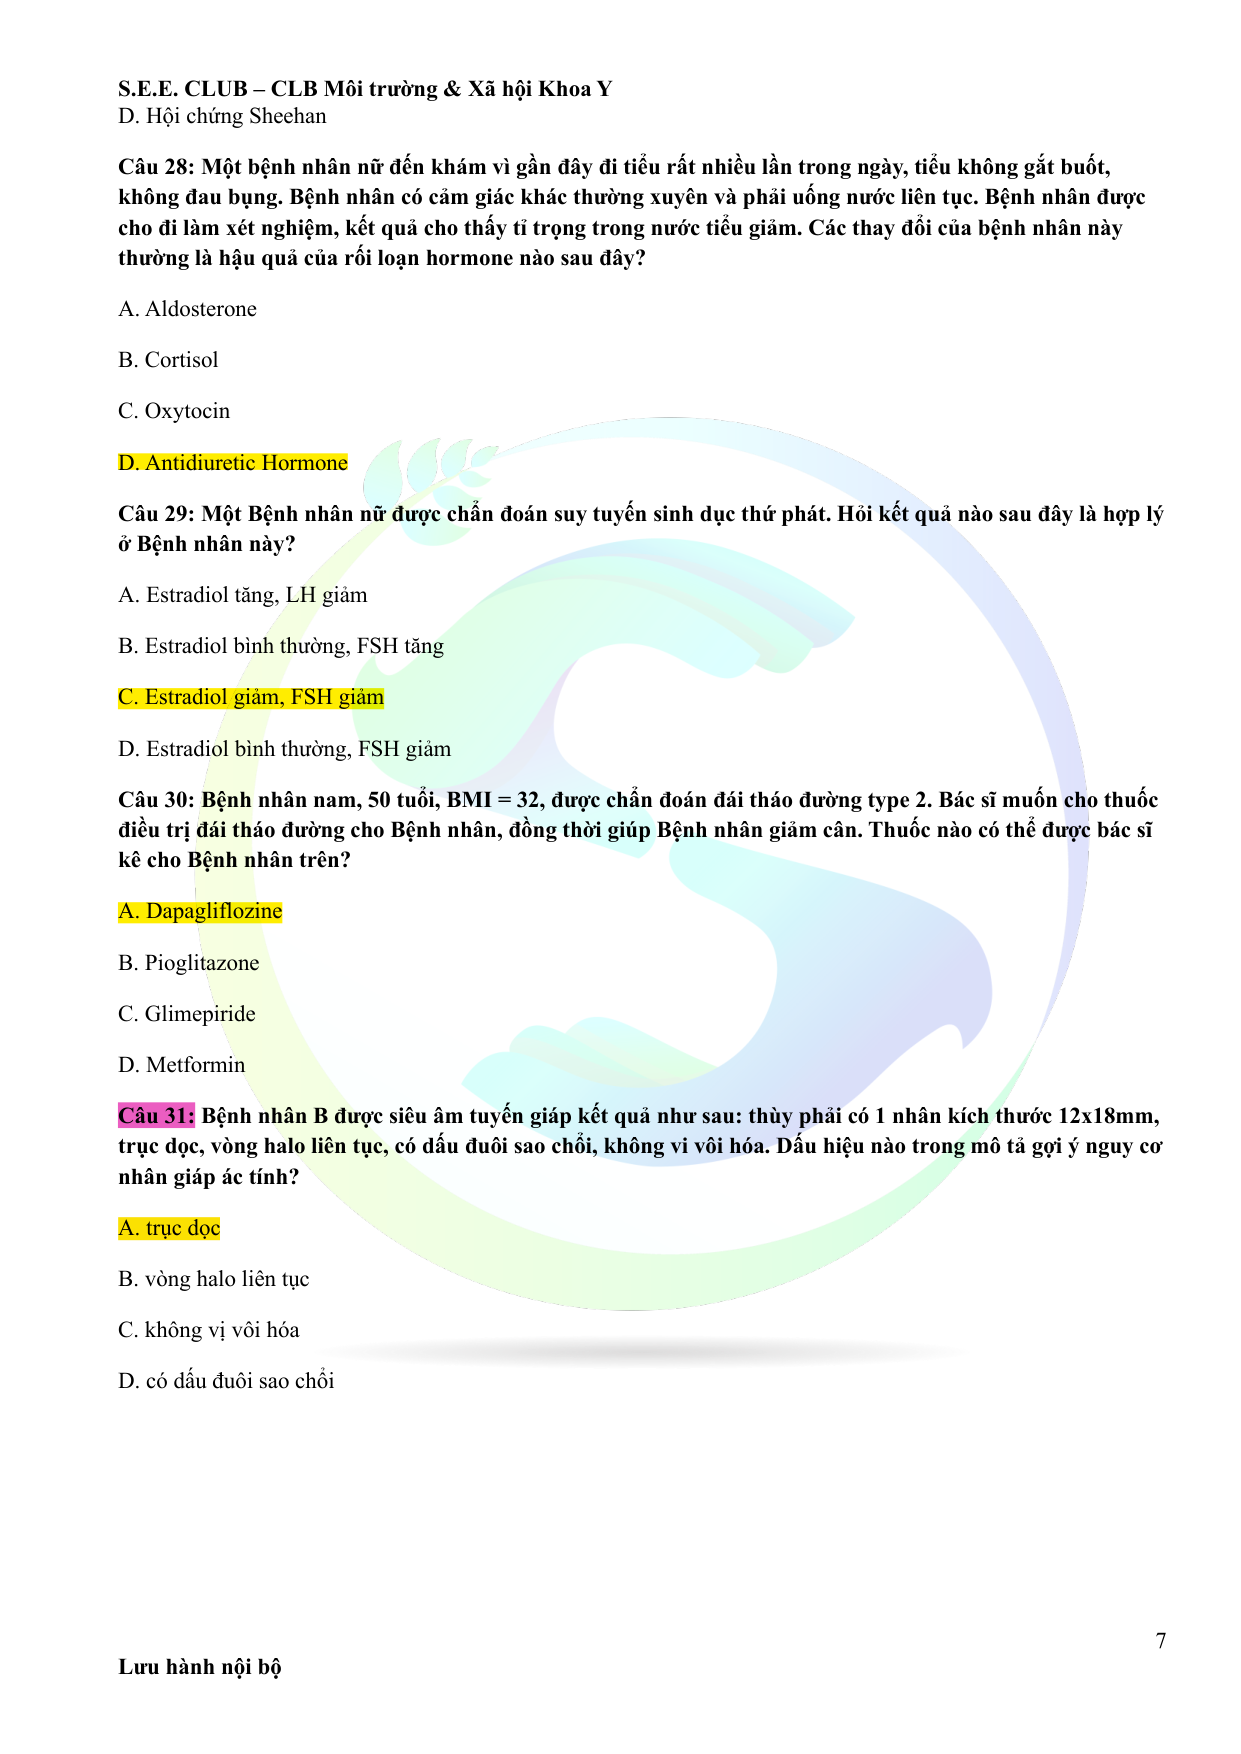 S.E.E. CLUB – CLB Môi trường & Xã hội Khoa Y
D. Hội chứng Sheehan
Câu 28: Một bệnh nhân nữ đến khám vì gần đây đi tiểu rất nhiều lần trong ngày, tiểu không gắt buốt,
không đau bụng. Bệnh nhân có cảm giác khác thường xuyên và phải uống nước liên tục. Bệnh nhân được
cho đi làm xét nghiệm, kết quả cho thấy tỉ trọng trong nước tiểu giảm. Các thay đổi của bệnh nhân này
thường là hậu quả của rối loạn hormone nào sau đây?
A. Aldosterone
B. Cortisol
C. Oxytocin
D. Antidiuretic Hormone
Câu 29: Một Bệnh nhân nữ được chẩn đoán suy tuyến sinh dục thứ phát. Hỏi kết quả nào sau đây là hợp lý
ở Bệnh nhân này?
A. Estradiol tăng, LH giảm
B. Estradiol bình thường, FSH tăng
C. Estradiol giảm, FSH giảm
D. Estradiol bình thường, FSH giảm
Câu 30: Bệnh nhân nam, 50 tuổi, BMI = 32, được chẩn đoán đái tháo đường type 2. Bác sĩ muốn cho thuốc
điều trị đái tháo đường cho Bệnh nhân, đồng thời giúp Bệnh nhân giảm cân. Thuốc nào có thể được bác sĩ
kê cho Bệnh nhân trên?
A. Dapagliflozine
B. Pioglitazone
C. Glimepiride
D. Metformin
Câu 31: Bệnh nhân B được siêu âm tuyến giáp kết quả như sau: thùy phải có 1 nhân kích thước 12x18mm,
trục dọc, vòng halo liên tục, có dấu đuôi sao chổi, không vi vôi hóa. Dấu hiệu nào trong mô tả gợi ý nguy cơ
nhân giáp ác tính?
A. trục dọc
B. vòng halo liên tục
C. không vị vôi hóa
D. có dấu đuôi sao chổi
7
Lưu hành nội bộ